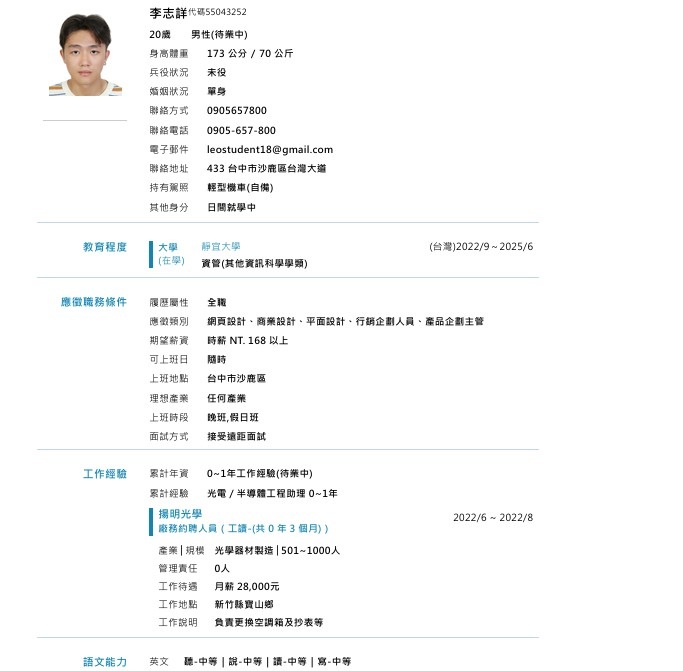 李志詳代碼55043252
20歲 男性(待業中)
身高體重 173 公分 / 70 公斤
兵役狀況 未役
婚姻狀況 單身
聯絡方式 0905657800
聯絡電話 0905-657-800
電子郵件 leostudent18@gmail.com
聯絡地址 433 台中市沙鹿區台灣大道
持有駕照 輕型機車(自備)
其他身分 日間就學中
教育程度 大學 靜宜大學 (台灣)2022/9 ~ 2025/6
(在學) 資管(其他資訊科學學類)
應徵職務條件 履歷屬性 全職
應徵類別 網頁設計、商業設計、平面設計、行銷企劃人員、產品企劃主管
期望薪資 時薪 NT. 168 以上
可上班日 隨時
上班地點 台中市沙鹿區
理想產業 任何產業
上班時段 晚班,假日班
面試方式 接受遠距面試
工作經驗 累計年資 0~1年工作經驗(待業中)
累計經驗 光電 / 半導體工程助理 0~1年
揚明光學 2022/6 ~ 2022/8
廠務約聘人員 ( 工讀-(共 0 年 3 個月) )
產業 | 規模 光學器材製造 | 501~1000人
管理責任 0人
工作待遇 月薪 28,000元
工作地點 新竹縣寶山鄉
工作說明 負責更換空調箱及抄表等
語文能力 英文 聽-中等 | 說-中等 | 讀-中等 | 寫-中等